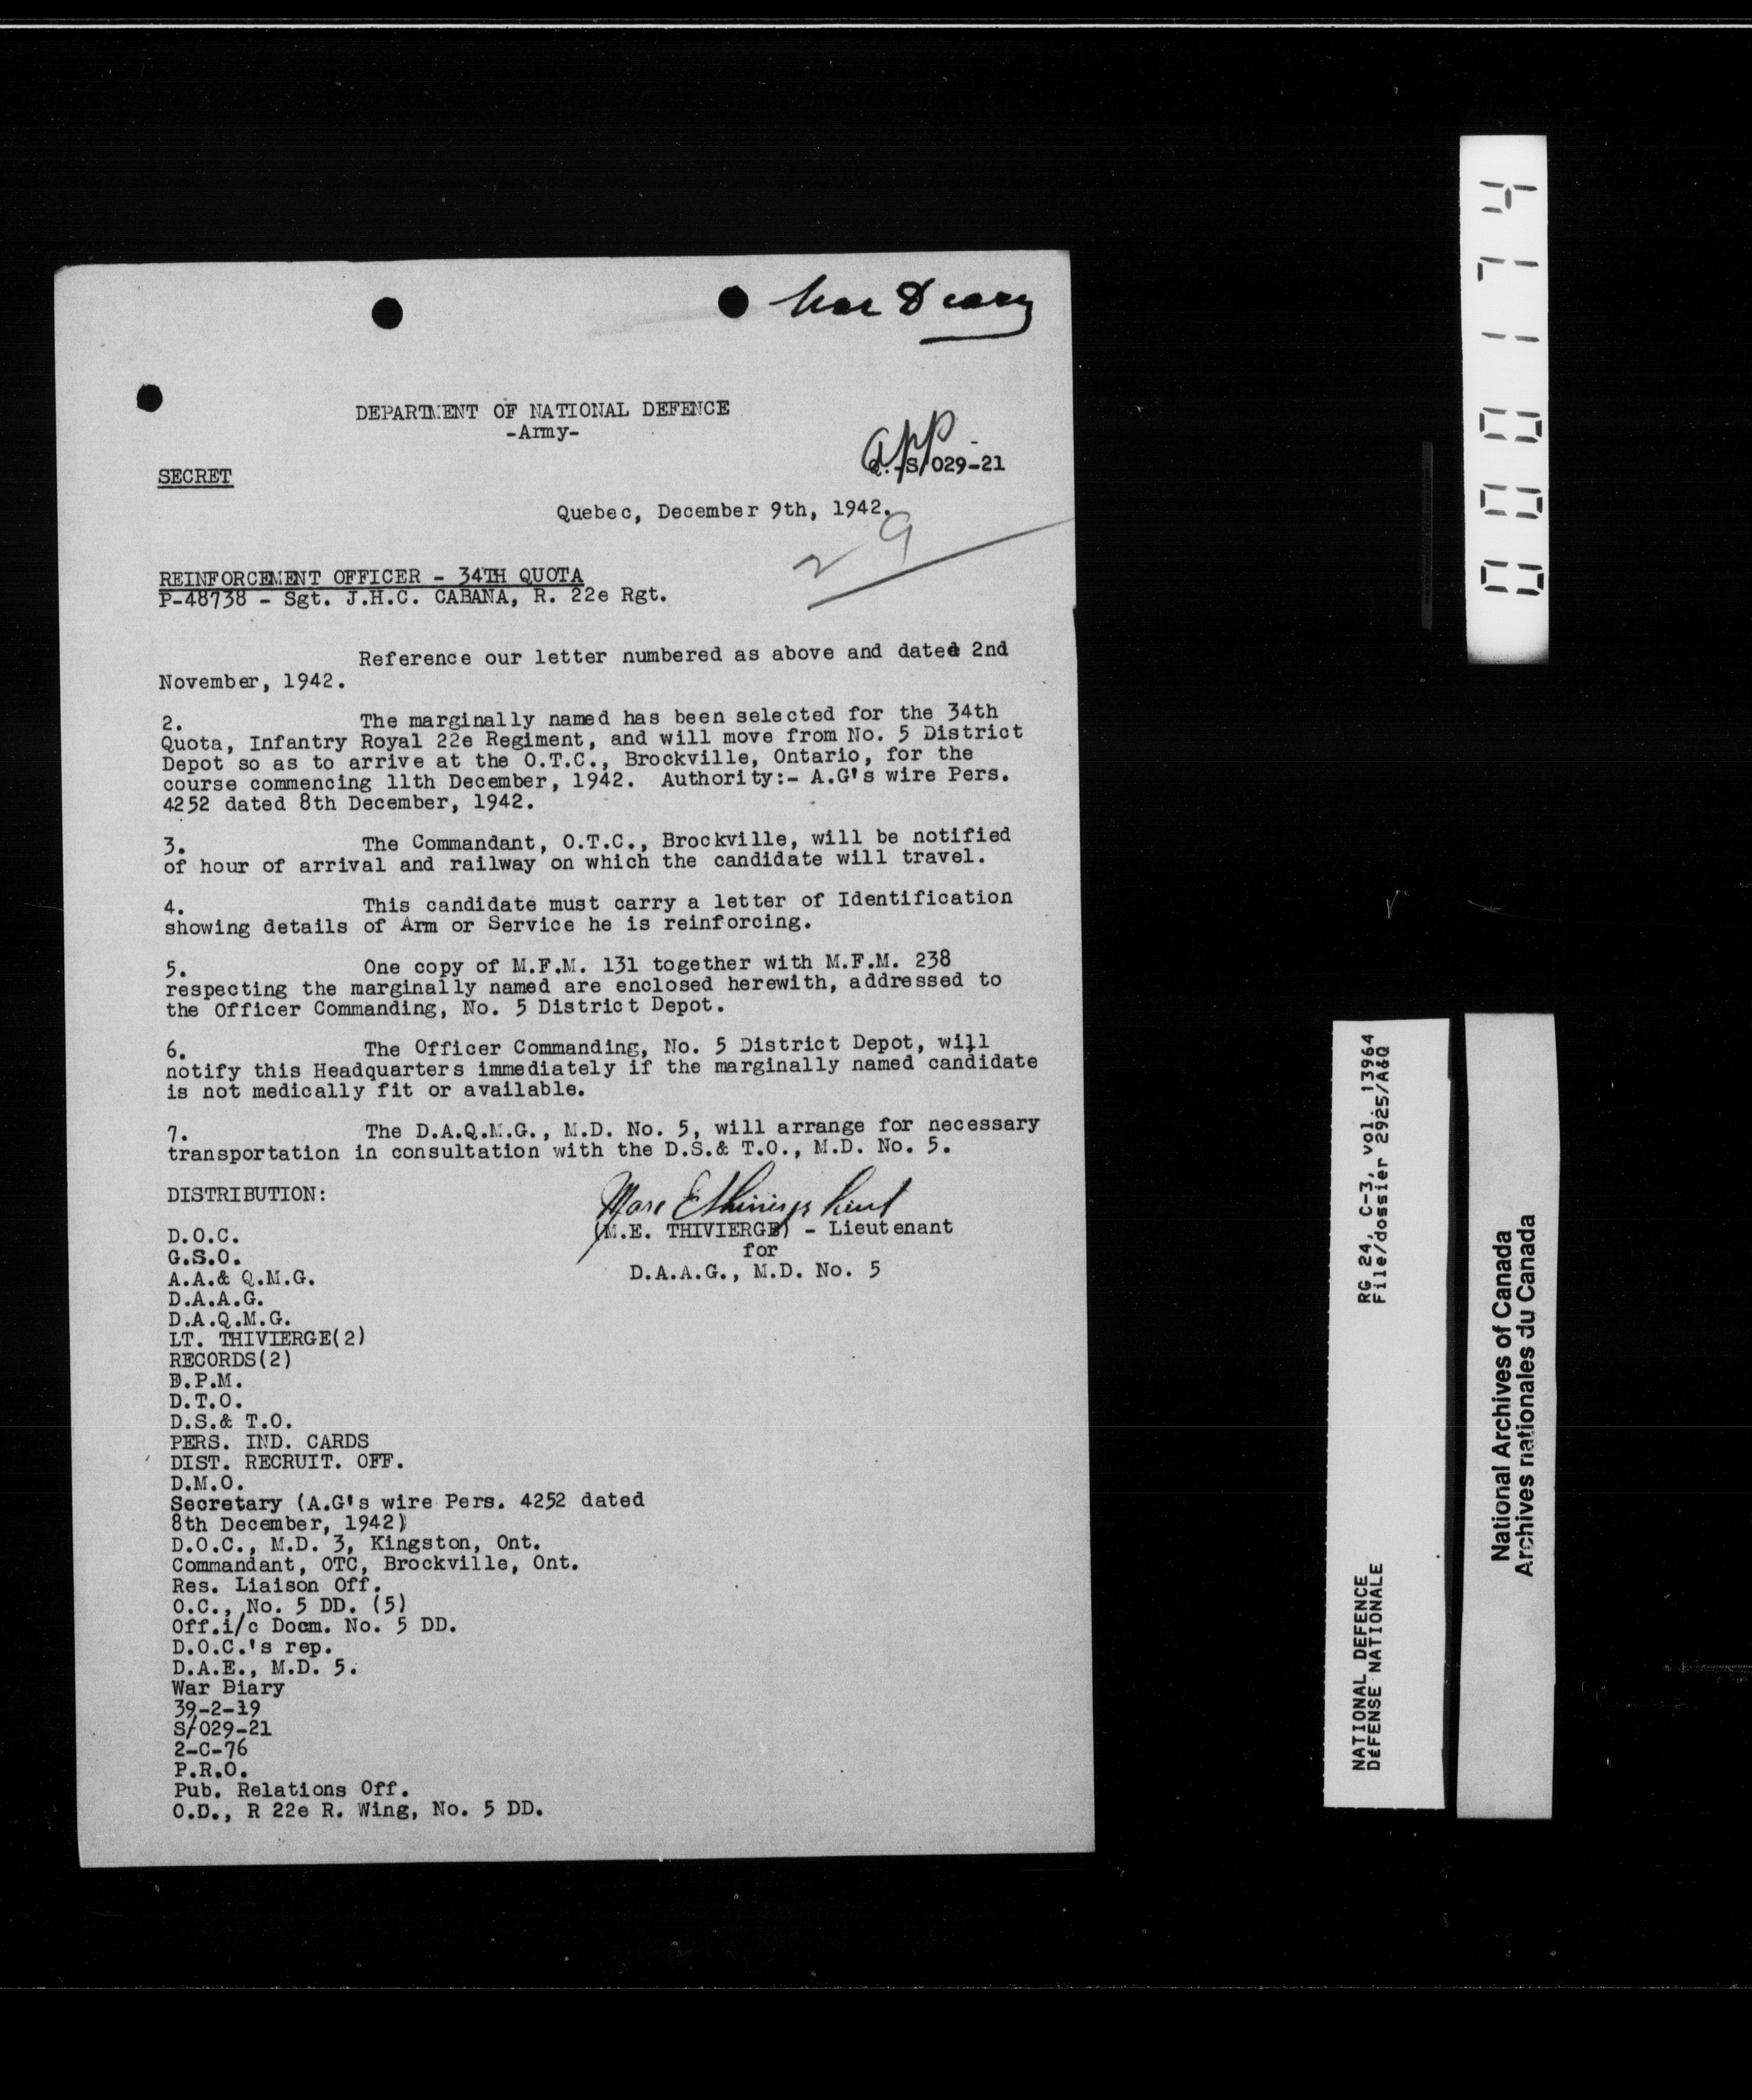 War Diary
DEPARTMENT OF NATIONAL DEFENCE
-Army-
App
SECRET
Q.-S/029-21
Quebec, December 9th, 1942.
29
REINFORCEMENT OFFICER - 34TH QUOTA
P-48738 - Sgt. J.H.C. CABANA, R. 22e Rgt.
Reference our letter numbered as above and dated 2nd
November, 1942.
2. The marginally named has been selected for the 34th
Quota, Infantry Royal 22e Regiment, and will move from No. 5 District
Depot so as to arrive at the O.T.C., Brockville, Ontario, for the
course commencing 11th December, 1942. Authority:- A.G's wire Pers.
4252 dated 8th December, 1942.
3. The Commandant, O.T.C., Brockville, will be notified
of hour of arrival and railway on which the candidate will travel.
4. This candidate must carry a letter of Identification
showing details of Arm or Service he is reinforcing.
5. One copy of M.F.M. 131 together with M.F.M. 238
respecting the marginally named are enclosed herewith, addressed to
the Officer Commanding, No. 5 District Depot.
6. The Officer Commanding, No. 5 District Depot, will
notify this Headquarters immediately if the marginally named candidate
is not medically fit or available.
7. The D.A.Q.M.G., M.D. No. 5, will arrange for necessary
transportation in consultation with the D.S.& T.O., M.D. No. 5.
Marc E Thivierge Lieut
(M.E. THIVIERGE) - Lieutenant
for
D.A.A.G., M.D. No. 5
DISTRIBUTION:
D.O.C.
G.S.O.
A.A.& Q.M.G.
D.A.A.G.
D.A.Q.M.G.
LT. THIVIERGE(2)
RECORDS(2)
D.P.M.
D.T.O.
D.S.& T.O.
PERS. IND. CARDS
DIST. RECRUIT. OFF.
D.M.O.
Secretary (A.G's wire Pers. 4252 dated
8th December, 1942)
D.O.C., M.D. 3, Kingston, Ont.
Commandant, OTC, Brockville, Ont.
Res. Liaison Off.
O.C., No. 5 DD. (5)
Off.i/c Docm. No. 5 DD.
D.O.C.'s rep.
D.A.E., M.D. 5.
War Diary
39-2-19
S/029-21
2-C-76
P.R.O.
Pub. Relations Off.
O.D., R 22e R. Wing, No. 5 DD.
0001174
NATIONAL DEFENCE
DéFENSE NATIONALE
RG 24, C-3, vol. 13964
File/dossier 2925/A&Q
National Archives of Canada
Archives nationales du Canada